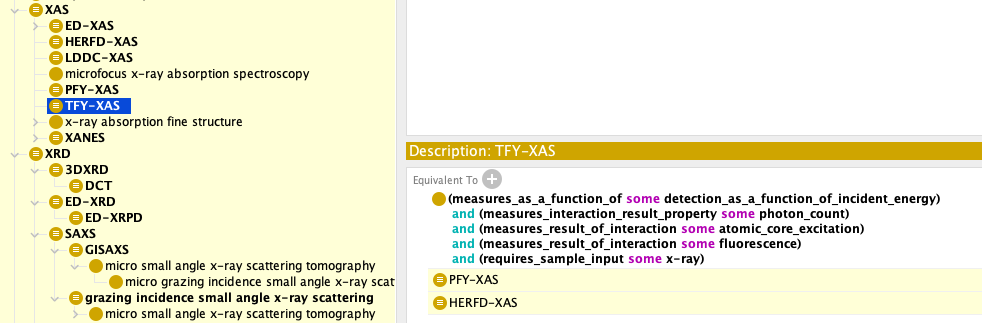 XAS
ED-XAS
HERFD-XAS
LDDC-XAS
microfocus x-ray absorption spectroscopy
PFY-XAS
TFY-XAS
x-ray absorption fine structure
XANES
XRD
3DXRD
DCT
ED-XRD
ED-XRPD
SAXS
GISAXS
micro small angle x-ray scattering tomography
micro grazing incidence small angle x-ray scat
grazing incidence small angle x-ray scattering
micro small angle x-ray scattering tomography
Description: TFY-XAS
Equivalent To
(measures_as_a_function_of some detection_as_a_function_of_incident_energy)
and (measures_interaction_result_property some photon_count)
and (measures_result_of_interaction some atomic_core_excitation)
and (measures_result_of_interaction some fluorescence)
and (requires_sample_input some x-ray)
PFY-XAS
HERFD-XAS